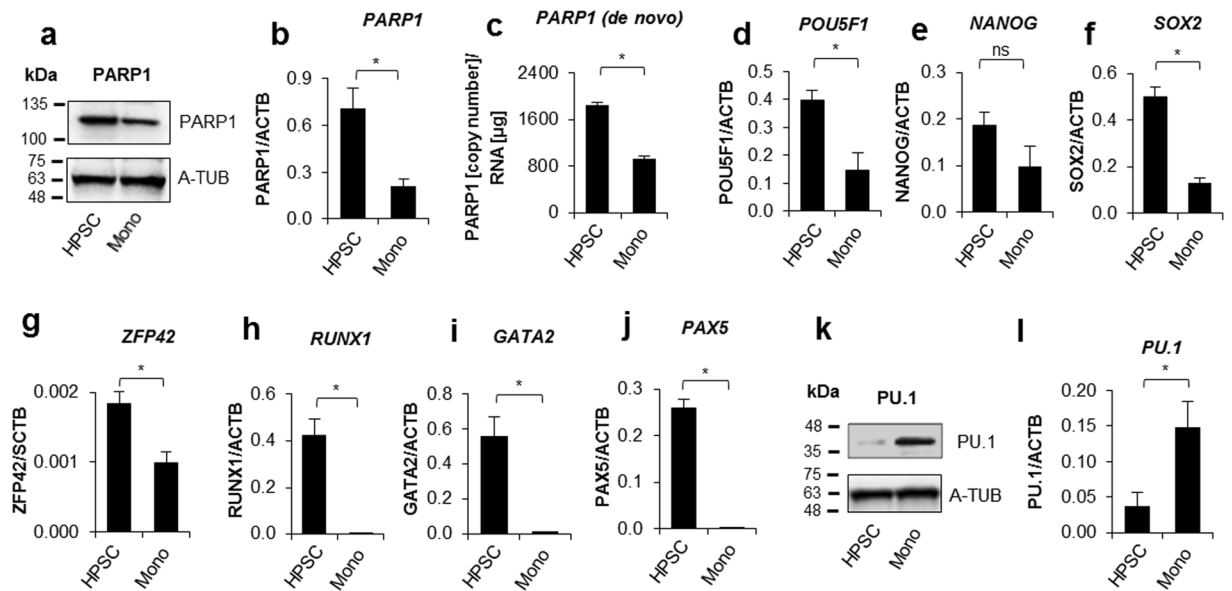 a
kDa
PARP1
135
100
PARP1
75
63
48
A-TUB
HPSC
Mono
b
PARP1
*
PARP1/ACTB
0.9
0.6
0.3
0.0
HPSC
Mono
c
PARP1 (de novo)
*
PARP1 [copy number]/
RNA [µg]
2400
1600
800
0
HPSC
Mono
d
POU5F1
*
POU5F1/ACTB
0.5
0.4
0.3
0.2
0.1
0.0
HPSC
Mono
e
NANOG
ns
NANOG/ACTB
0.3
0.2
0.1
0.0
HPSC
Mono
f
SOX2
*
SOX2/ACTB
0.6
0.4
0.2
0.0
HPSC
Mono
g
ZFP42
*
ZFP42/SCTB
0.002
0.001
0.000
HPSC
Mono
h
RUNX1
*
RUNX1/ACTB
0.6
0.4
0.2
0.0
HPSC
Mono
i
GATA2
*
GATA2/ACTB
0.8
0.6
0.4
0.2
0.0
HPSC
Mono
j
PAX5
*
PAX5/ACTB
0.3
0.2
0.1
0.0
HPSC
Mono
k
kDa
PU.1
48
35
PU.1
75
63
48
A-TUB
HPSC
Mono
l
PU.1
*
PU.1/ACTB
0.20
0.15
0.10
0.05
0.00
HPSC
Mono